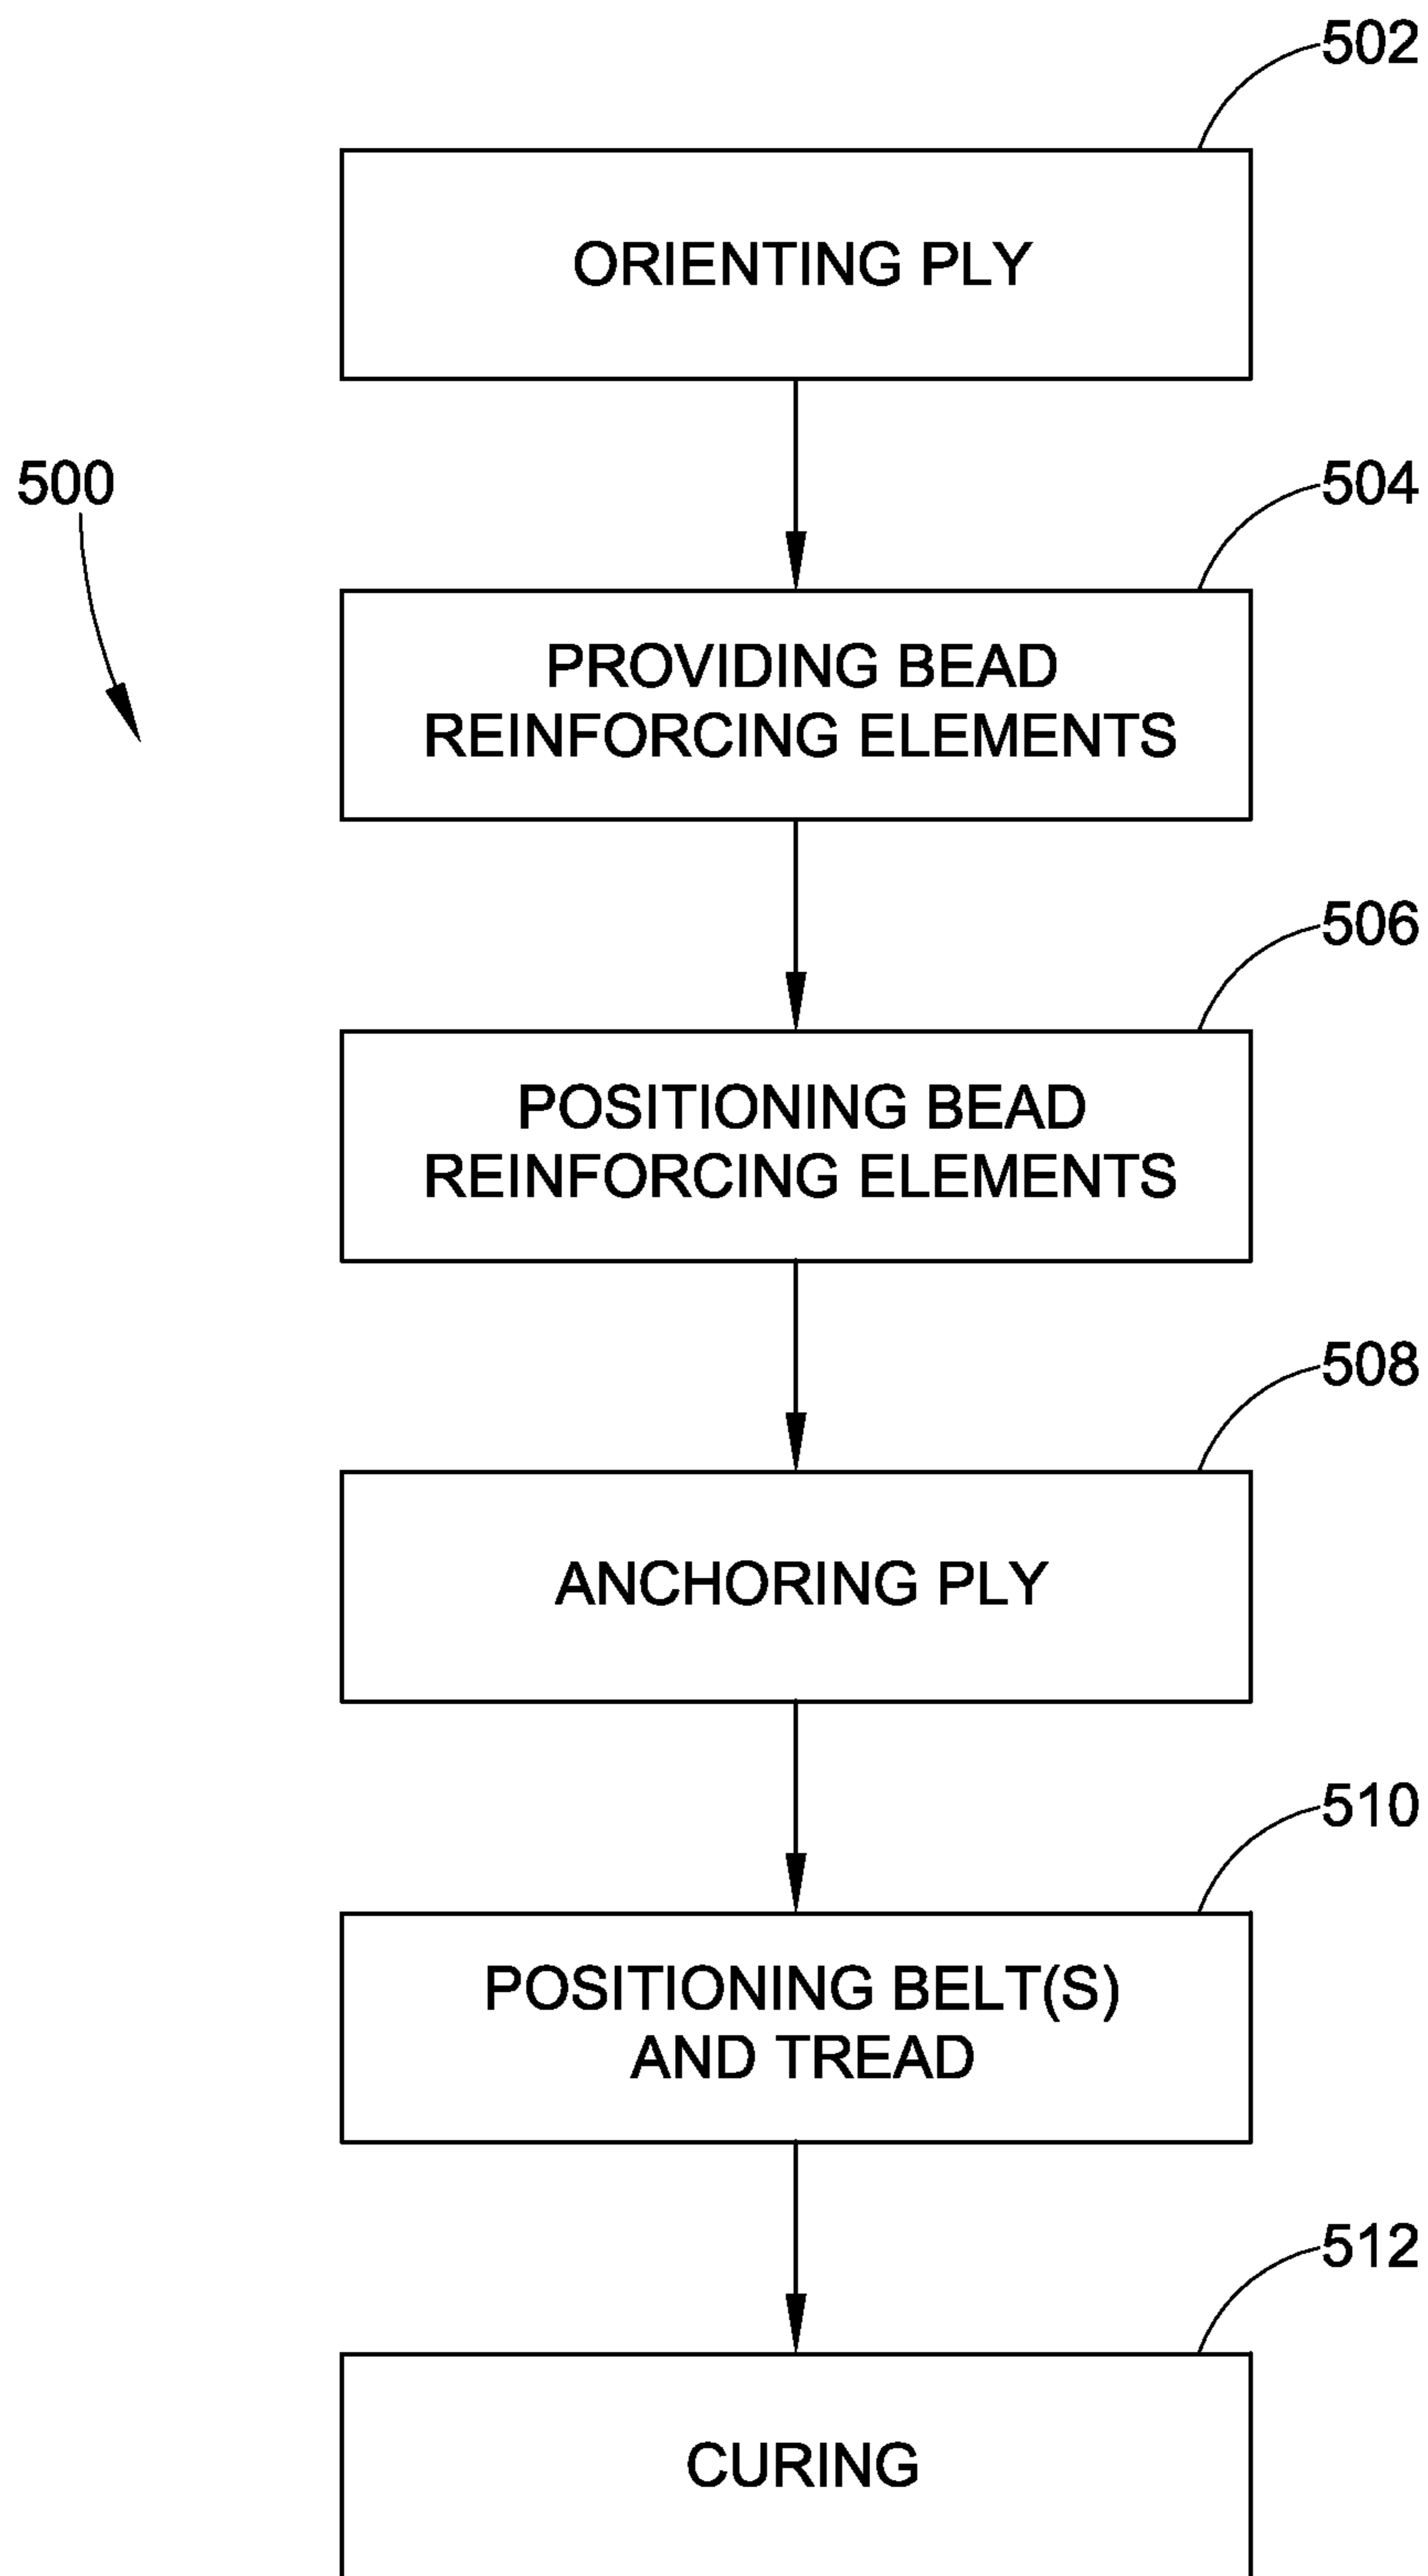 502
ORIENTING PLY
500
504
PROVIDING BEAD
REINFORCING ELEMENTS
506
POSITIONING BEAD
REINFORCING ELEMENTS
508
ANCHORING PLY
510
POSITIONING BELT(S)
AND TREAD
512
CURING